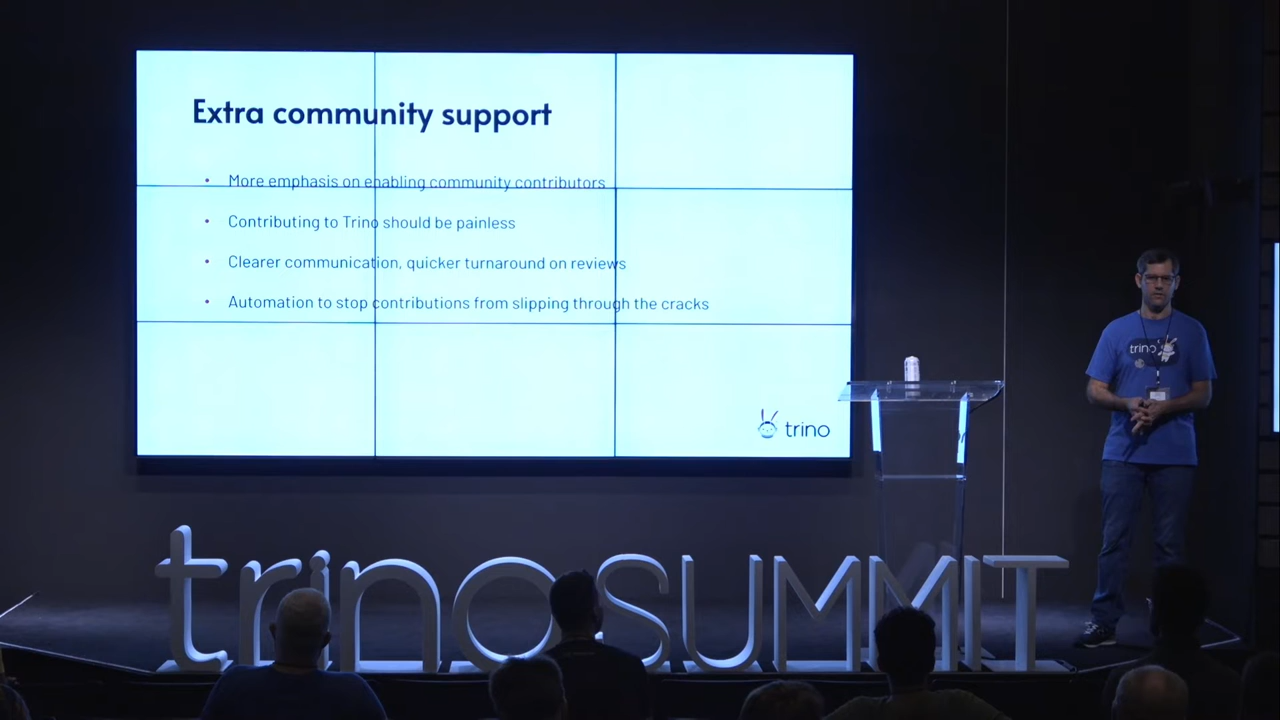 Extra community support
• More emphasis on enabling community contributors
• Contributing to Trino should be painless
• Clearer communication, quicker turnaround on reviews
• Automation to stop contributions from slipping through the cracks
trino
trino
trinoSUMMIT